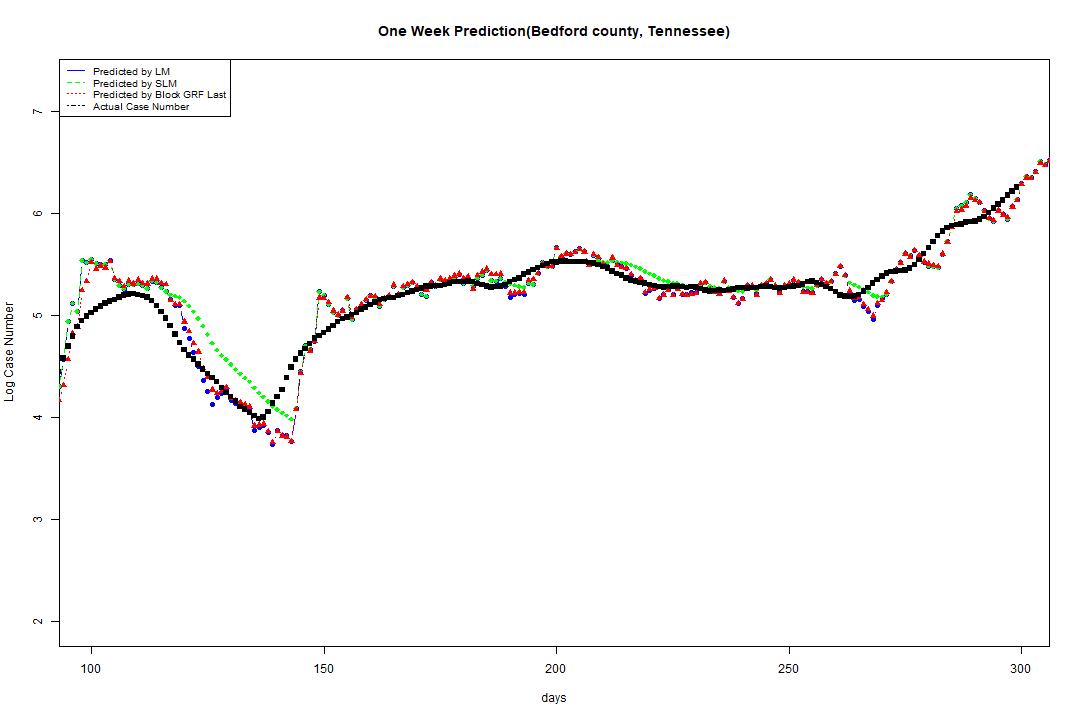 One Week Prediction(Bedford county, Tennessee)
Predicted by LM
Predicted by SLM
Predicted by Block GRF Last
Actual Case Number
7
6
5
4
3
2
Log Case Number
100 150 200 250 300
days